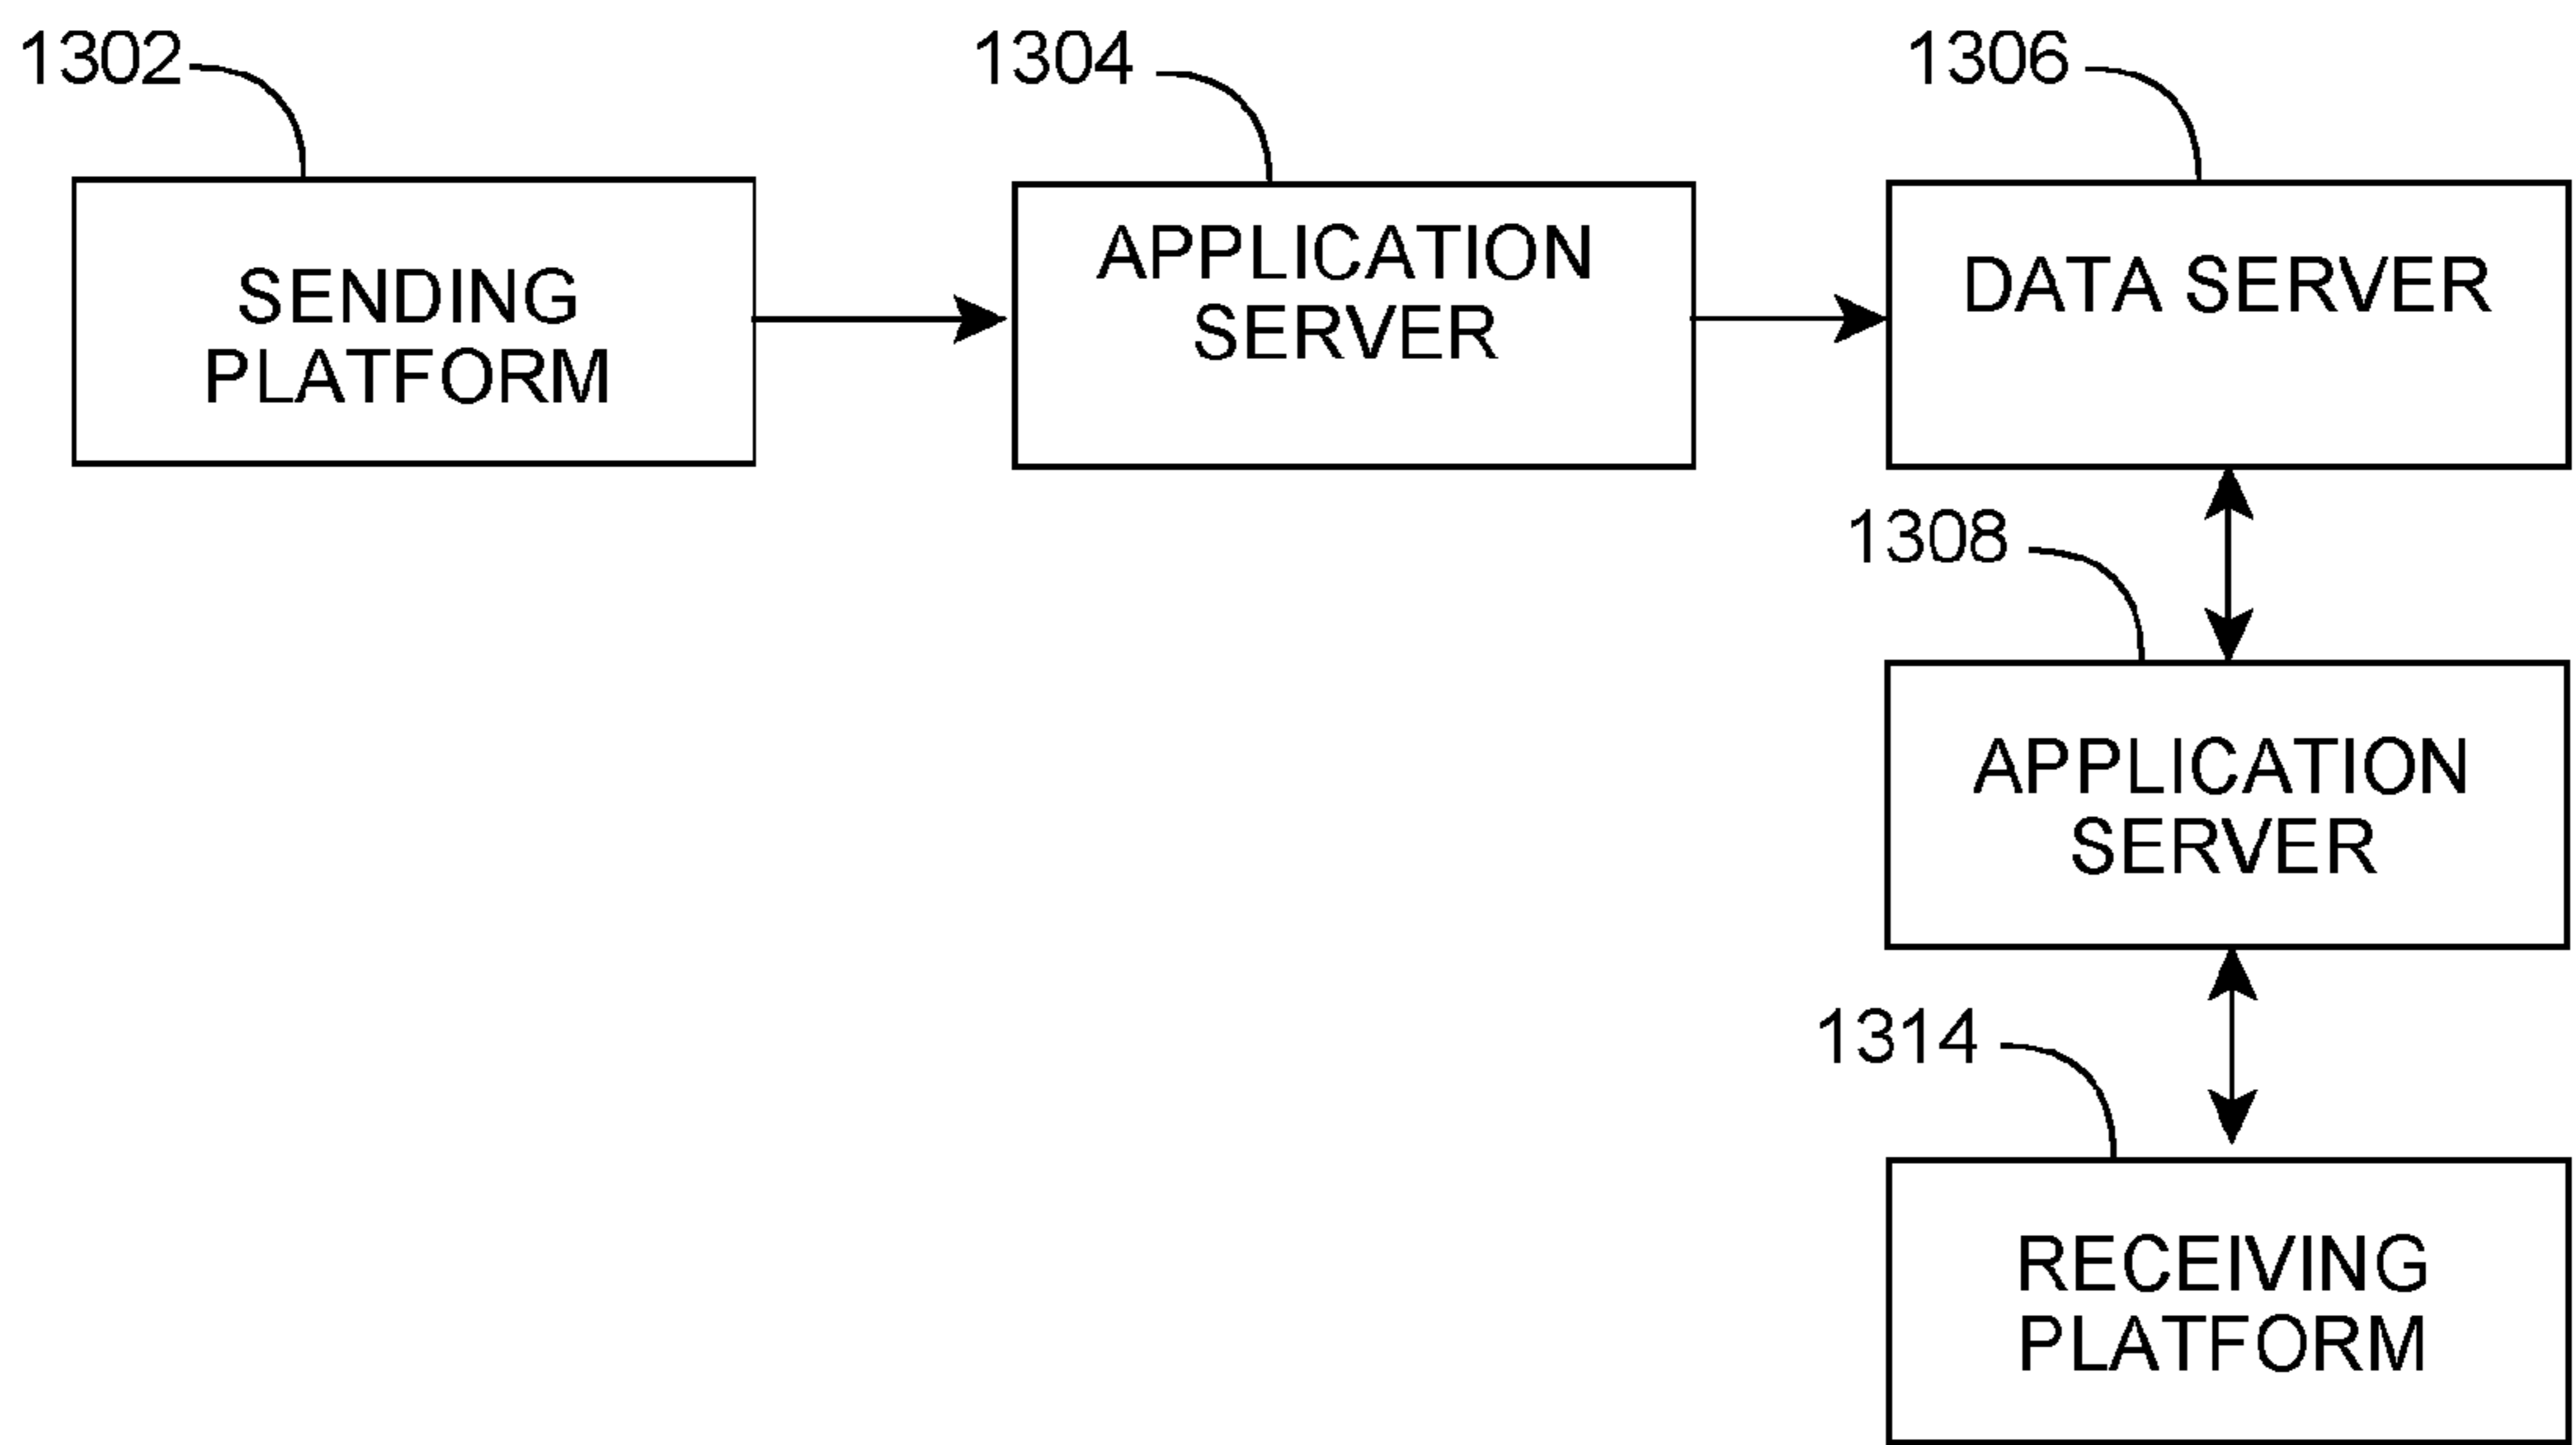 1302
1304
1306
SENDING
PLATFORM
APPLICATION
SERVER
DATA SERVER
1308
APPLICATION
SERVER
1314
RECEIVING
PLATFORM